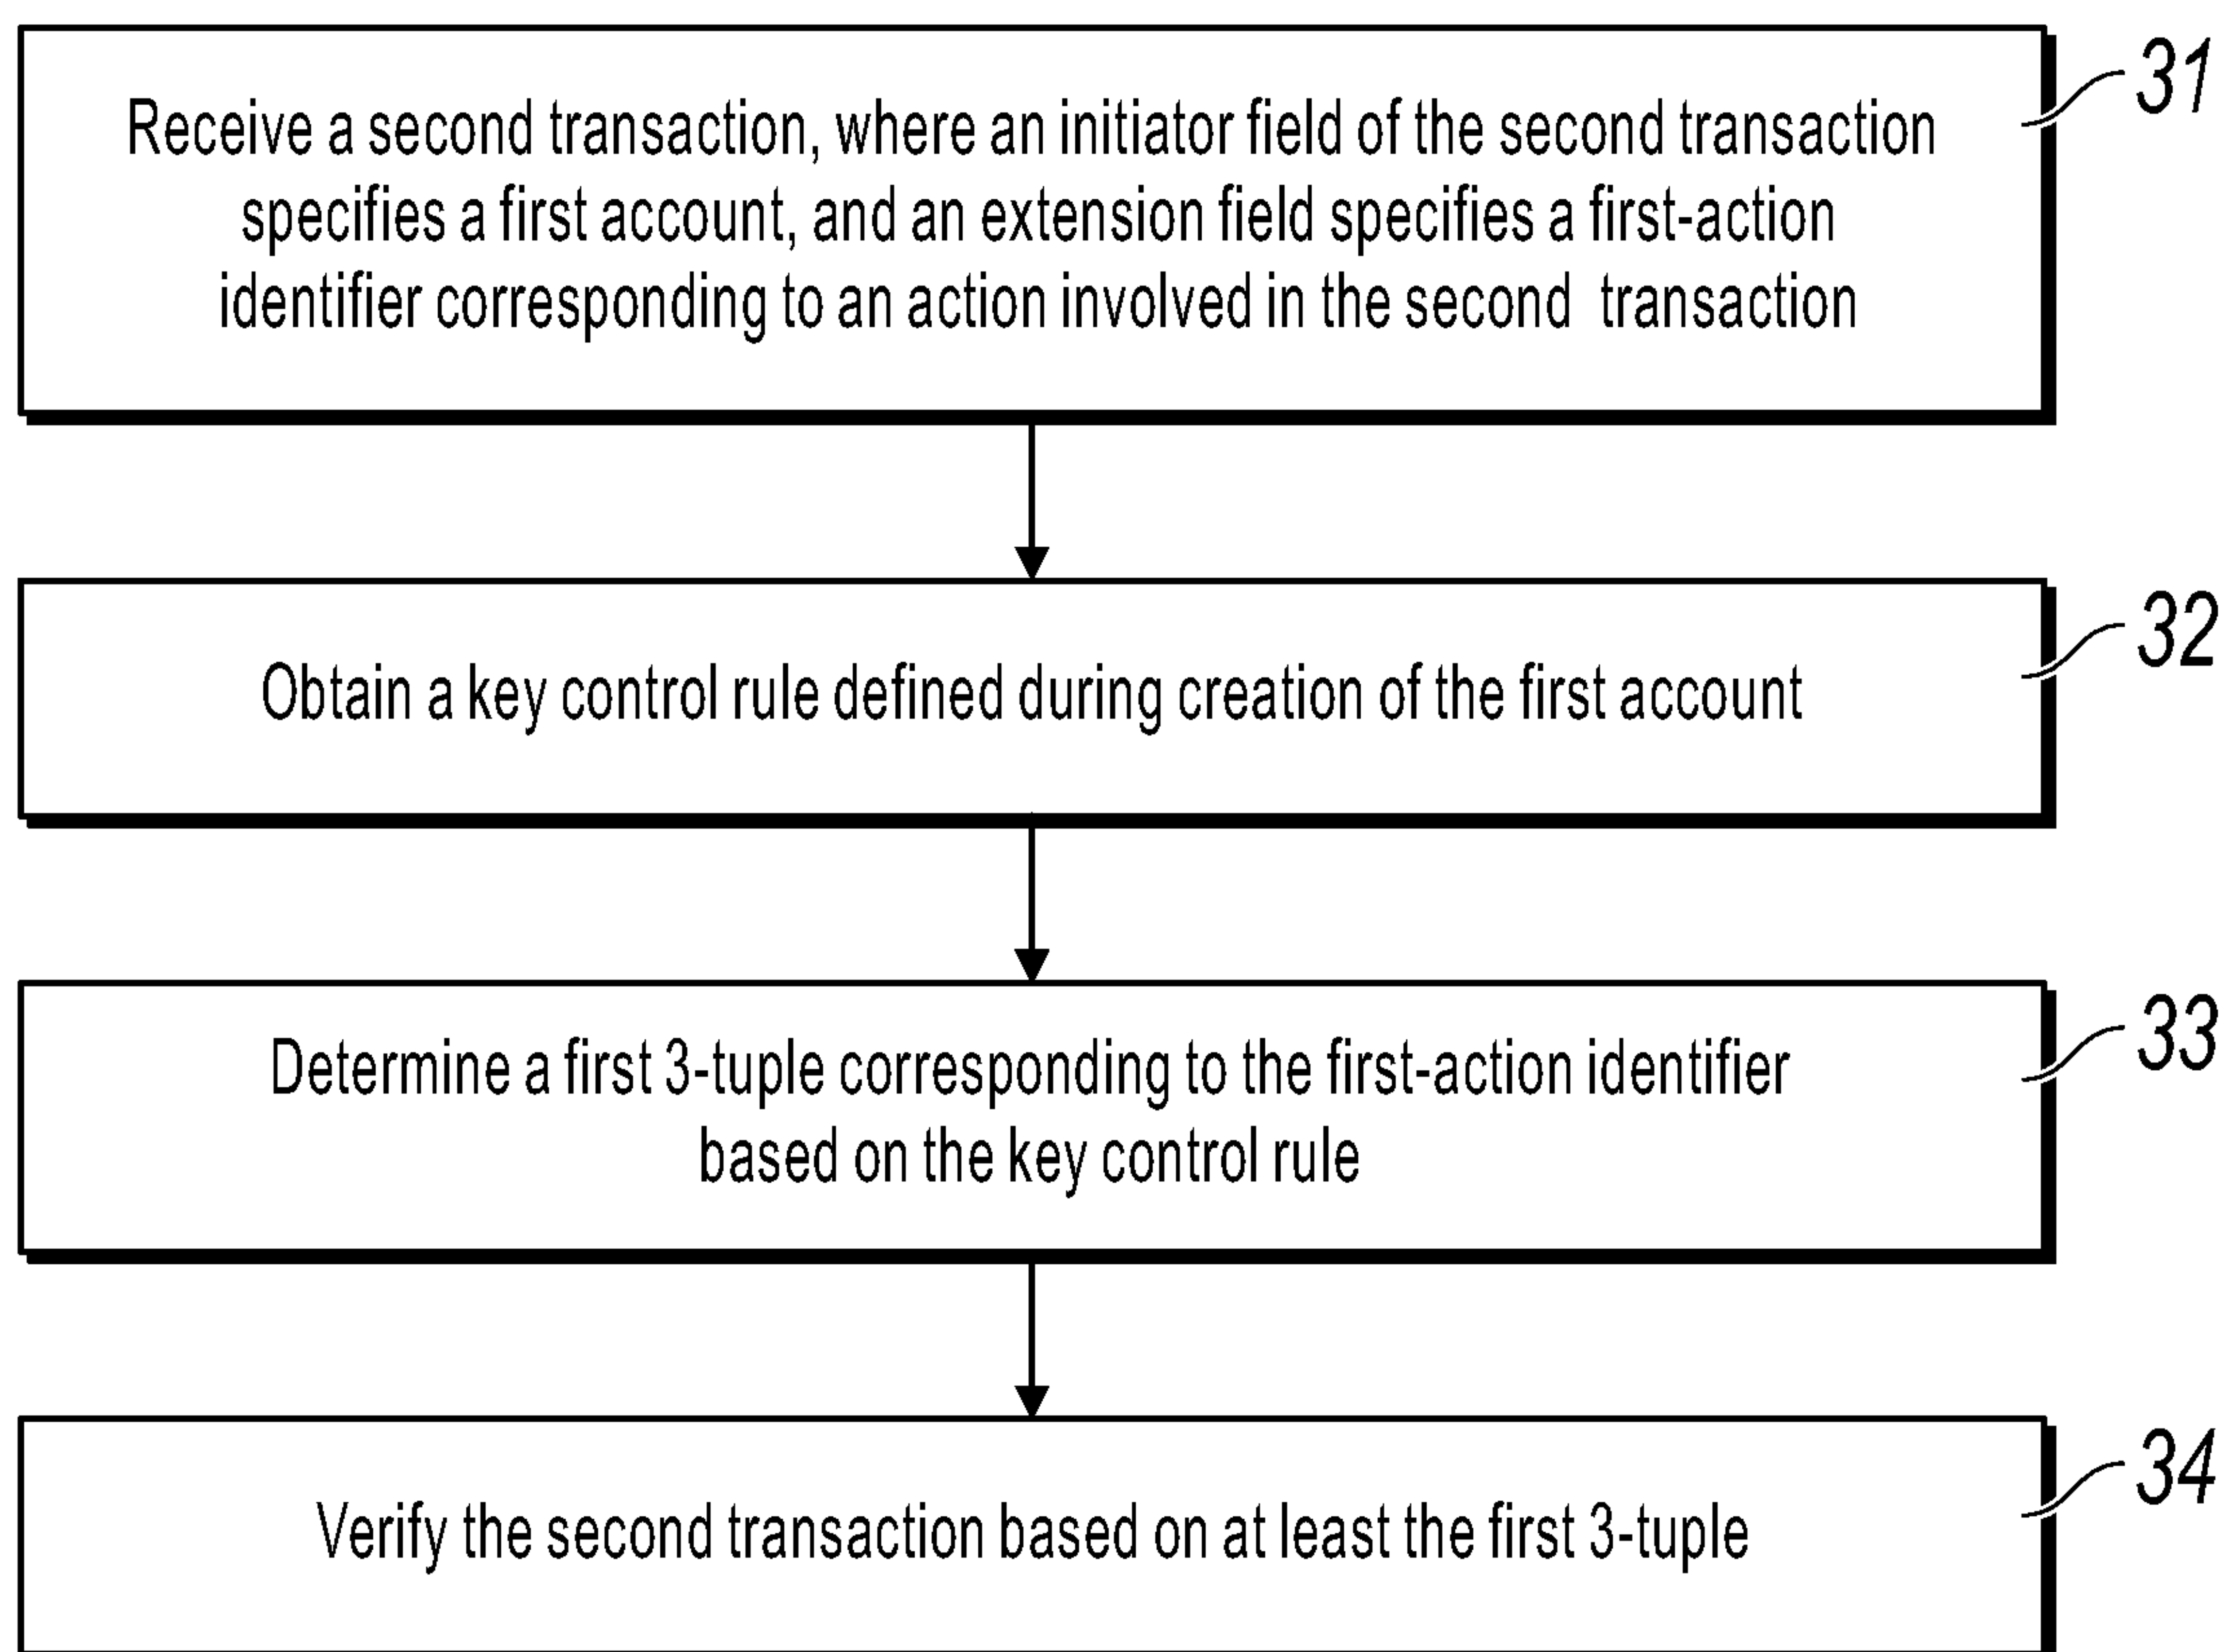 Receive a second transaction, where an initiator field of the second transaction
specifies a first account, and an extension field specifies a first-action
identifier corresponding to an action involved in the second transaction
31
Obtain a key control rule defined during creation of the first account
32
Determine a first 3-tuple corresponding to the first-action identifier
based on the key control rule
33
Verify the second transaction based on at least the first 3-tuple
34